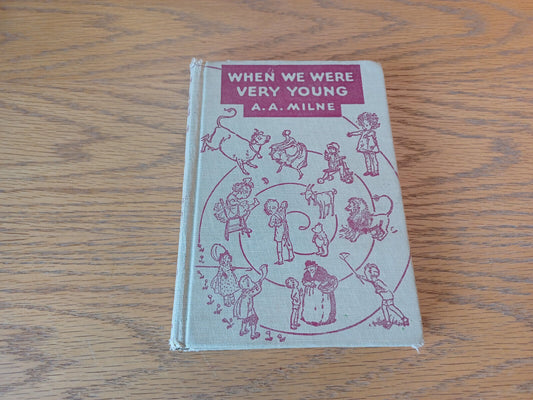 WHEN WE WERE
VERY YOUNG
A.A. MILNE